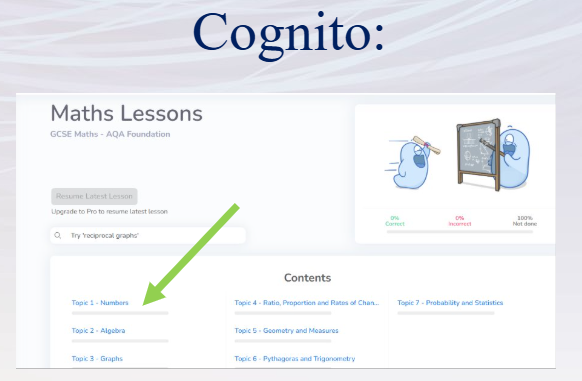 Cognito:
Maths Lessons
GCSE Maths - AQA Foundation
Resume Latest Lesson
Upgrade to Pro to resume latest lesson
Try 'reciprocal graphs'
0% 0% 100%
Correct Incorrect Not done
Contents
Topic 1 - Numbers
Topic 2 - Algebra
Topic 3 - Graphs
Topic 4 - Ratio, Proportion and Rates of Chan...
Topic 5 - Geometry and Measures
Topic 6 - Pythagoras and Trigonometry
Topic 7 - Probability and Statistics